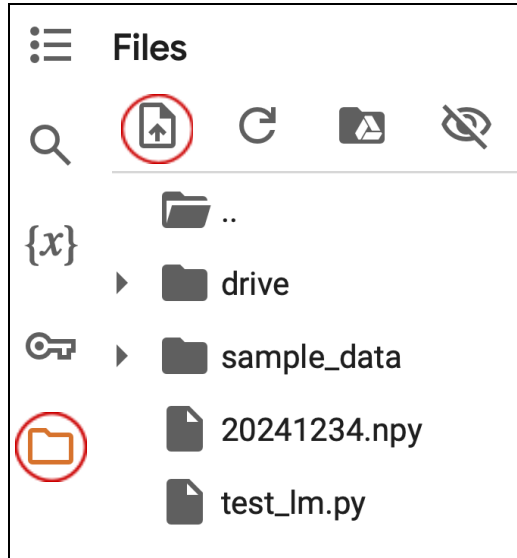 Files
..
{x}
drive
sample_data
20241234.npy
test_lm.py